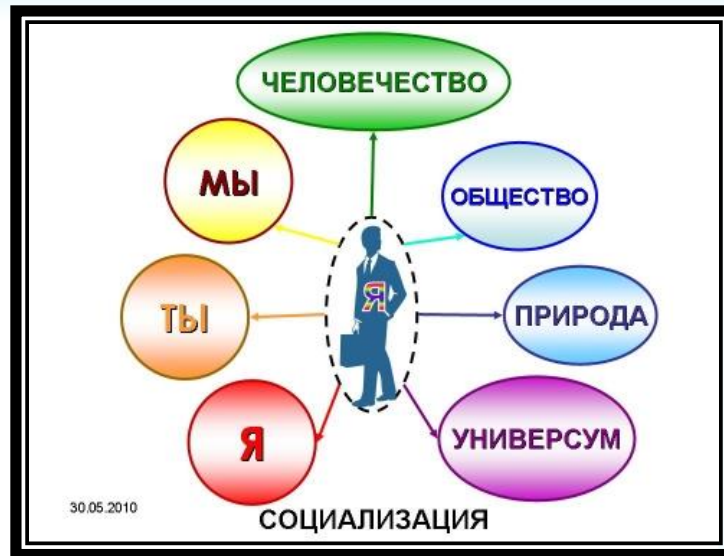 ЧЕЛОВЕЧЕСТВО
МЫ
ОБЩЕСТВО
Я
ТЫ
ПРИРОДА
Я
УНИВЕРСУМ
30.05.2010
СОЦИАЛИЗАЦИЯ